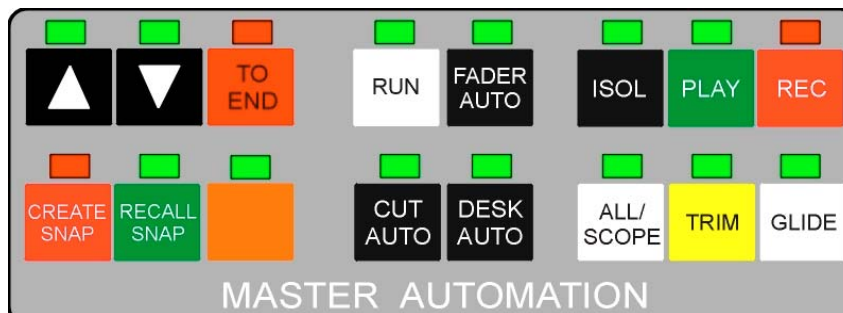 TO
END
RUN
FADER
AUTO
ISOL
PLAY
REC
CREATE
SNAP
RECALL
SNAP
CUT
AUTO
DESK
AUTO
ALL/
SCOPE
TRIM
GLIDE
MASTER AUTOMATION